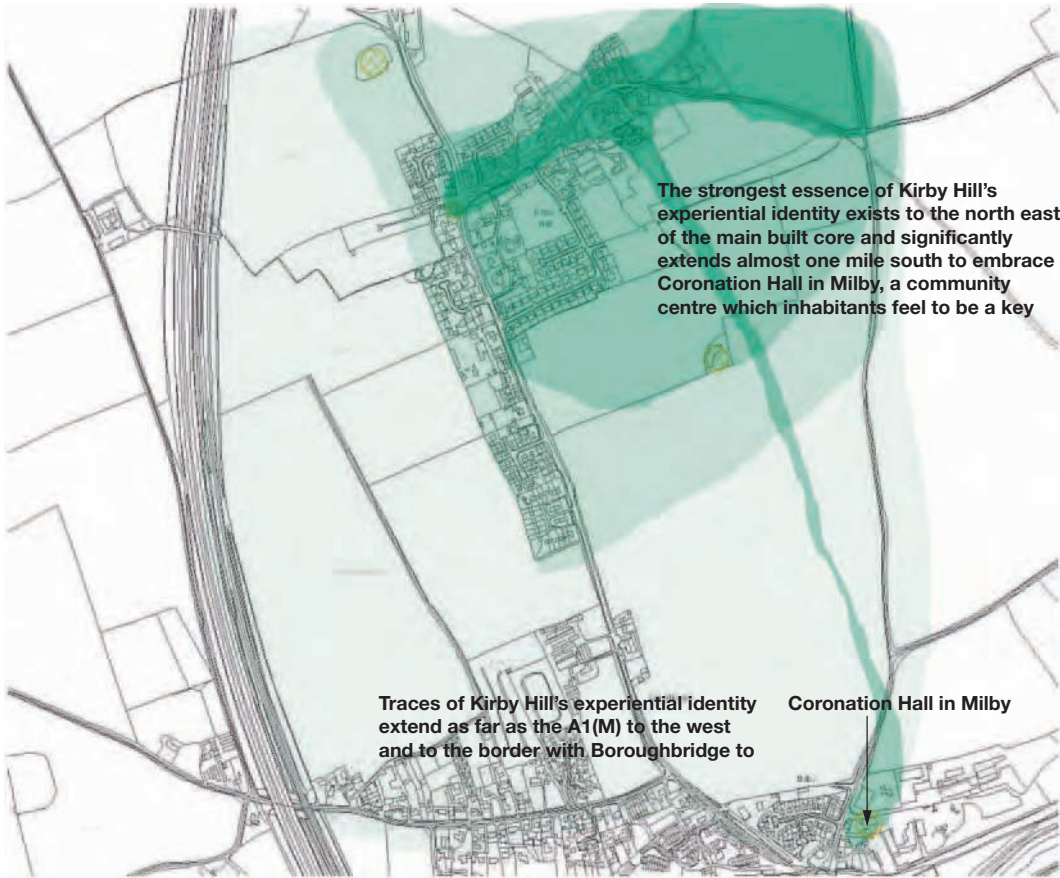 The strongest essence of Kirby Hill's
experiential identity exists to the north east
of the main built core and significantly
extends almost one mile south to embrace
Coronation Hall in Milby, a community
centre which inhabitants feel to be a key
Traces of Kirby Hill's experiential identity
extend as far as the A1(M) to the west
and to the border with Boroughbridge to
Coronation Hall in Milby